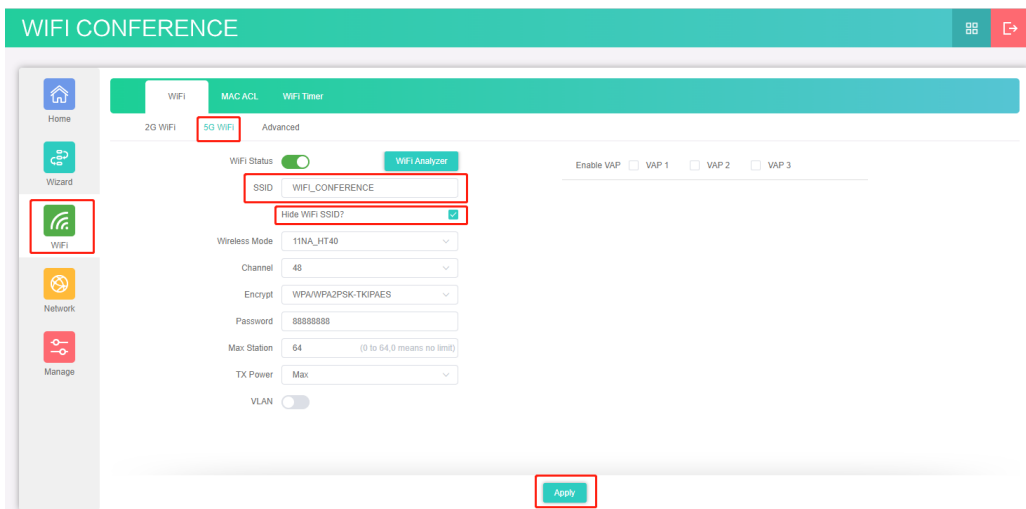 WIFI CONFERENCE
Home
Wizard
WiFi
Network
Manage
WiFi MAC ACL WiFi Timer
2G WiFi 5G WiFi Advanced
WiFi Status WiFi Analyzer
SSID WIFI_CONFERENCE
Hide WiFi SSID?
Wireless Mode 11NA_HT40
Channel 48
Encrypt WPA/WPA2PSK-TKIPAES
Password 88888888
Max Station 64 (0 to 64,0 means no limit)
TX Power Max
VLAN
Enable VAP VAP 1 VAP 2 VAP 3
Apply